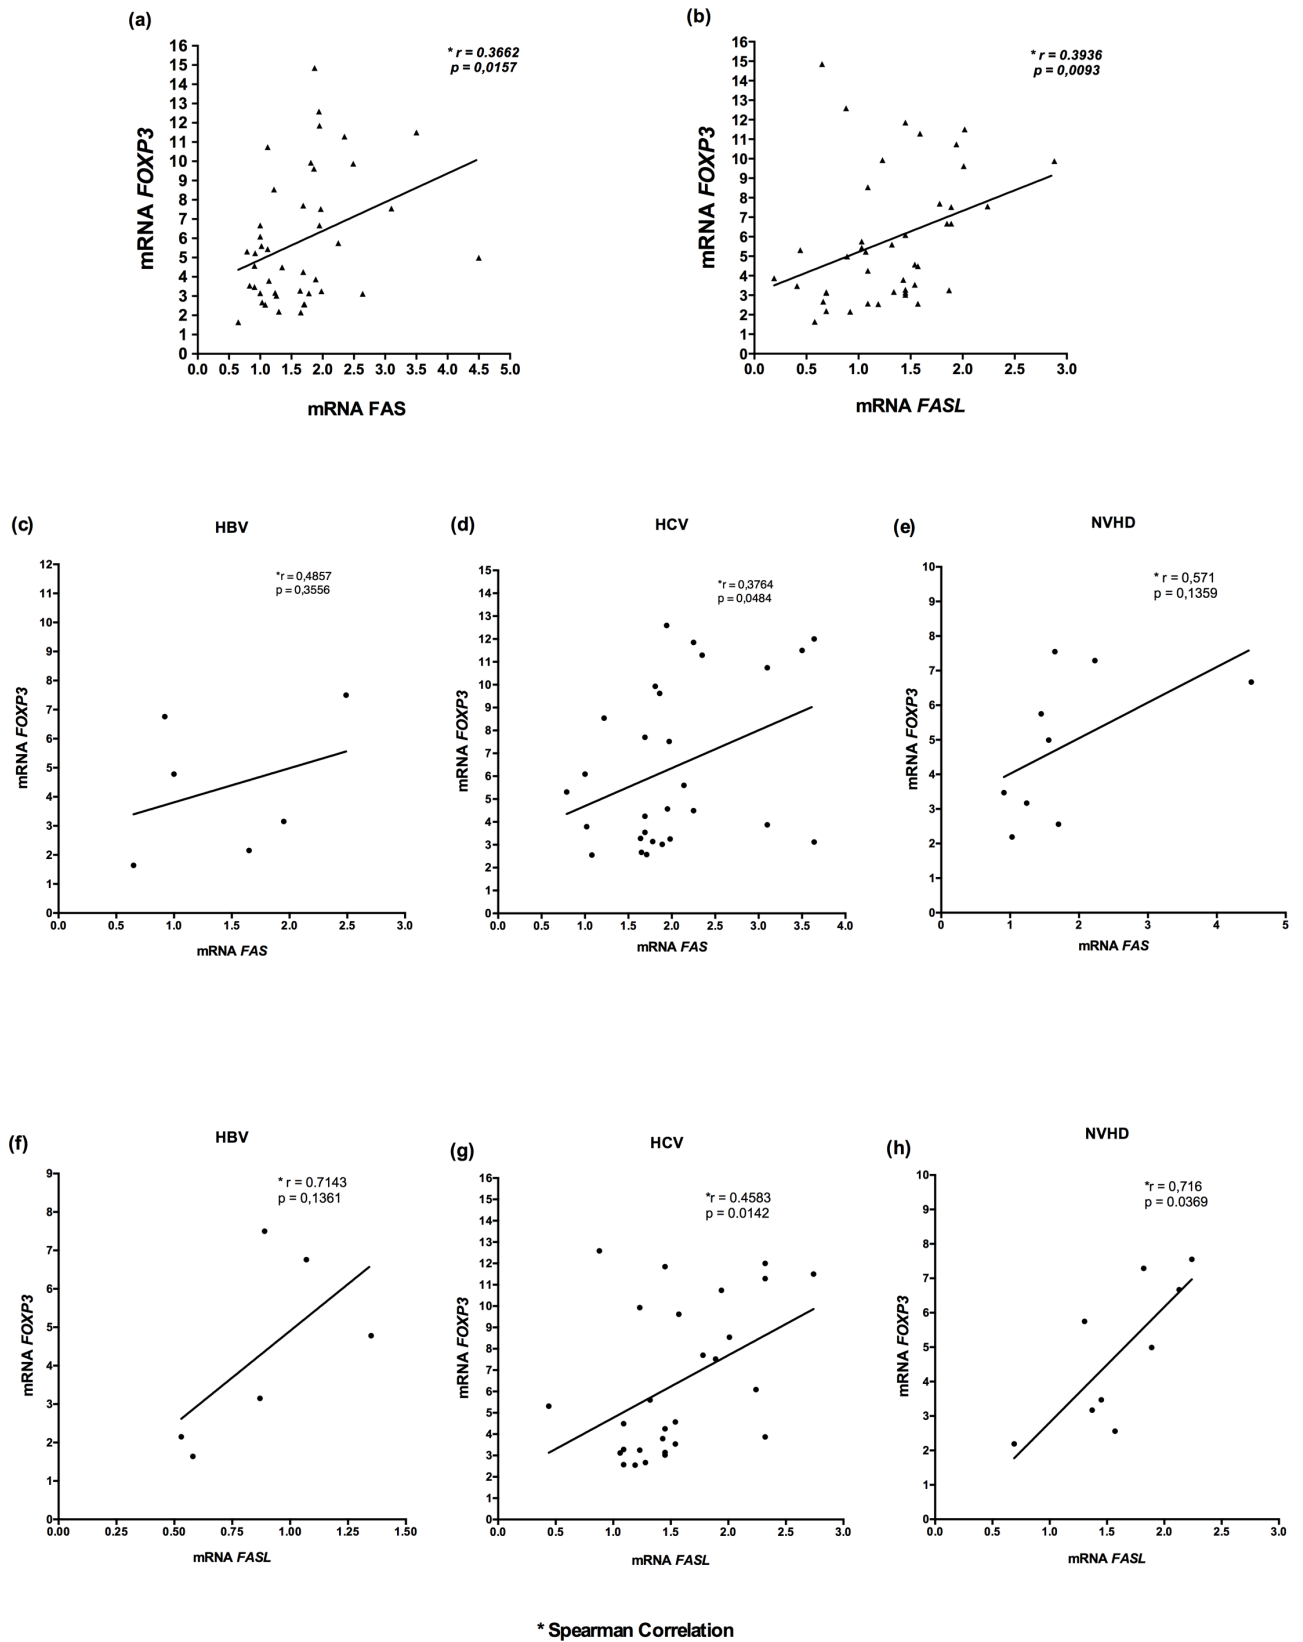 (a)
* r = 0.3662
p = 0,0157
16
15
14
13
12
11
10
9
8
7
6
5
4
3
2
1
0
mRNA FOXP3
0.0 0.5 1.0 1.5 2.0 2.5 3.0 3.5 4.0 4.5 5.0
mRNA FAS
(b)
* r = 0.3936
p = 0,0093
16
15
14
13
12
11
10
9
8
7
6
5
4
3
2
1
0
mRNA FOXP3
0.0 0.5 1.0 1.5 2.0 2.5 3.0
mRNA FASL
(c)
HBV
*r = 0,4857
p = 0,3556
12
11
10
9
8
7
6
5
4
3
2
1
0
mRNA FOXP3
0.0 0.5 1.0 1.5 2.0 2.5 3.0
mRNA FAS
(d)
HCV
*r = 0,3764
p = 0,0484
15
14
13
12
11
10
9
8
7
6
5
4
3
2
1
0
mRNA FOXP3
0.0 0.5 1.0 1.5 2.0 2.5 3.0 3.5 4.0
mRNA FAS
(e)
NVHD
* r = 0,571
p = 0,1359
10
9
8
7
6
5
4
3
2
1
0
mRNA FOXP3
0 1 2 3 4 5
mRNA FAS
(f)
HBV
* r = 0.7143
p = 0,1361
9
8
7
6
5
4
3
2
1
0
mRNA FOXP3
0.00 0.25 0.50 0.75 1.00 1.25 1.50
mRNA FASL
(g)
HCV
*r = 0.4583
p = 0.0142
16
15
14
13
12
11
10
9
8
7
6
5
4
3
2
1
0
mRNA FOXP3
0.0 0.5 1.0 1.5 2.0 2.5 3.0
mRNA FASL
(h)
NVHD
*r = 0,716
p = 0.0369
10
9
8
7
6
5
4
3
2
1
0
mRNA FOXP3
0.0 0.5 1.0 1.5 2.0 2.5 3.0
mRNA FASL
* Spearman Correlation